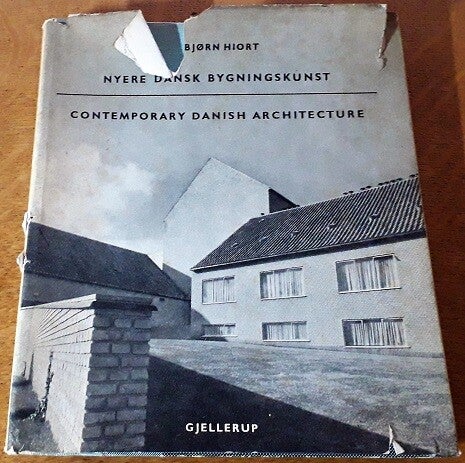 BJØRN HIORT
NYERE DANSK BYGNINGSKUNST
CONTEMPORARY DANISH ARCHITECTURE
GJELLERUP